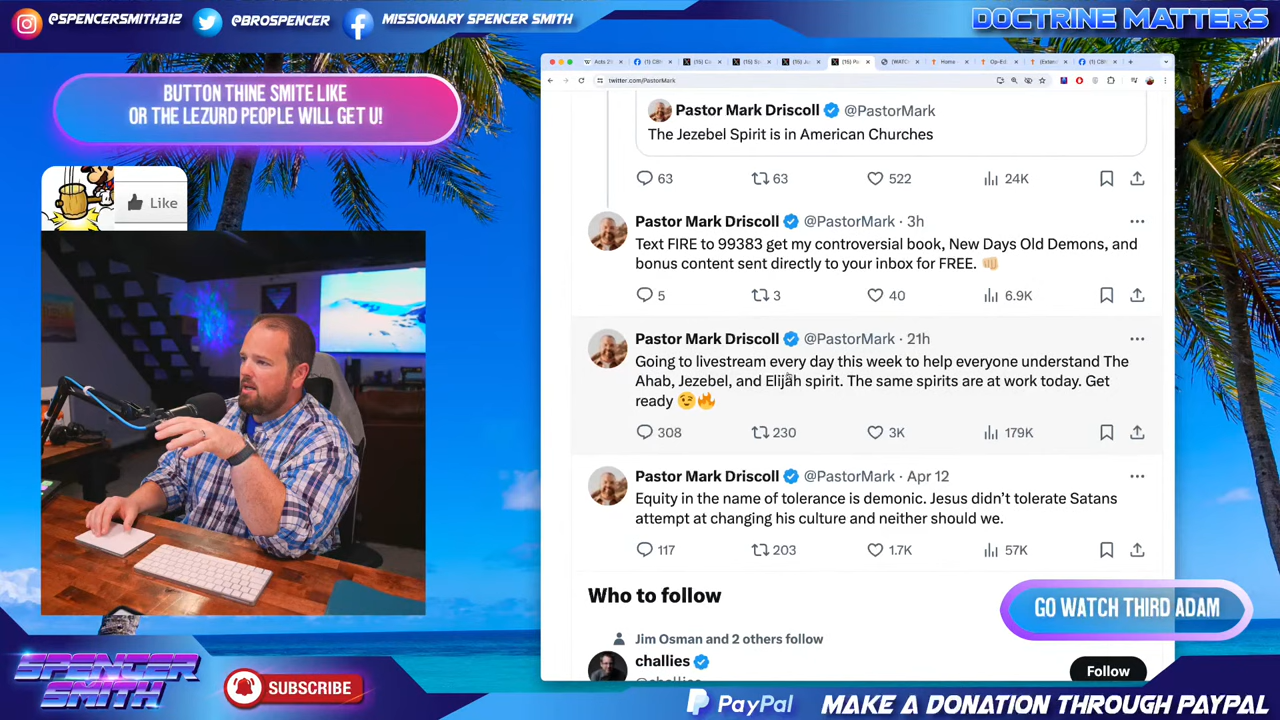 @SPENCERSMITH312
@BROSPENCER
MISSIONARY SPENCER SMITH
DOCTRINE MATTERS
BUTTON THINE SMITE LIKE
OR THE LEZURD PEOPLE WILL GET U!
Like
twitter.com/PastorMark
Pastor Mark Driscoll @PastorMark
The Jezebel Spirit is in American Churches
63 63 522 24K
Pastor Mark Driscoll @PastorMark · 3h
Text FIRE to 99383 get my controversial book, New Days Old Demons, and
bonus content sent directly to your inbox for FREE. 👊🏻
5 3 40 6.9K
Pastor Mark Driscoll @PastorMark · 21h
Going to livestream every day this week to help everyone understand The
Ahab, Jezebel, and Elijah spirit. The same spirits are at work today. Get
ready 😉🔥
308 230 3K 179K
Pastor Mark Driscoll @PastorMark · Apr 12
Equity in the name of tolerance is demonic. Jesus didn't tolerate Satans
attempt at changing his culture and neither should we.
117 203 1.7K 57K
Who to follow
Jim Osman and 2 others follow
challies
Follow
GO WATCH THIRD ADAM
SPENCER
SMITH
SUBSCRIBE
PayPal MAKE A DONATION THROUGH PAYPAL